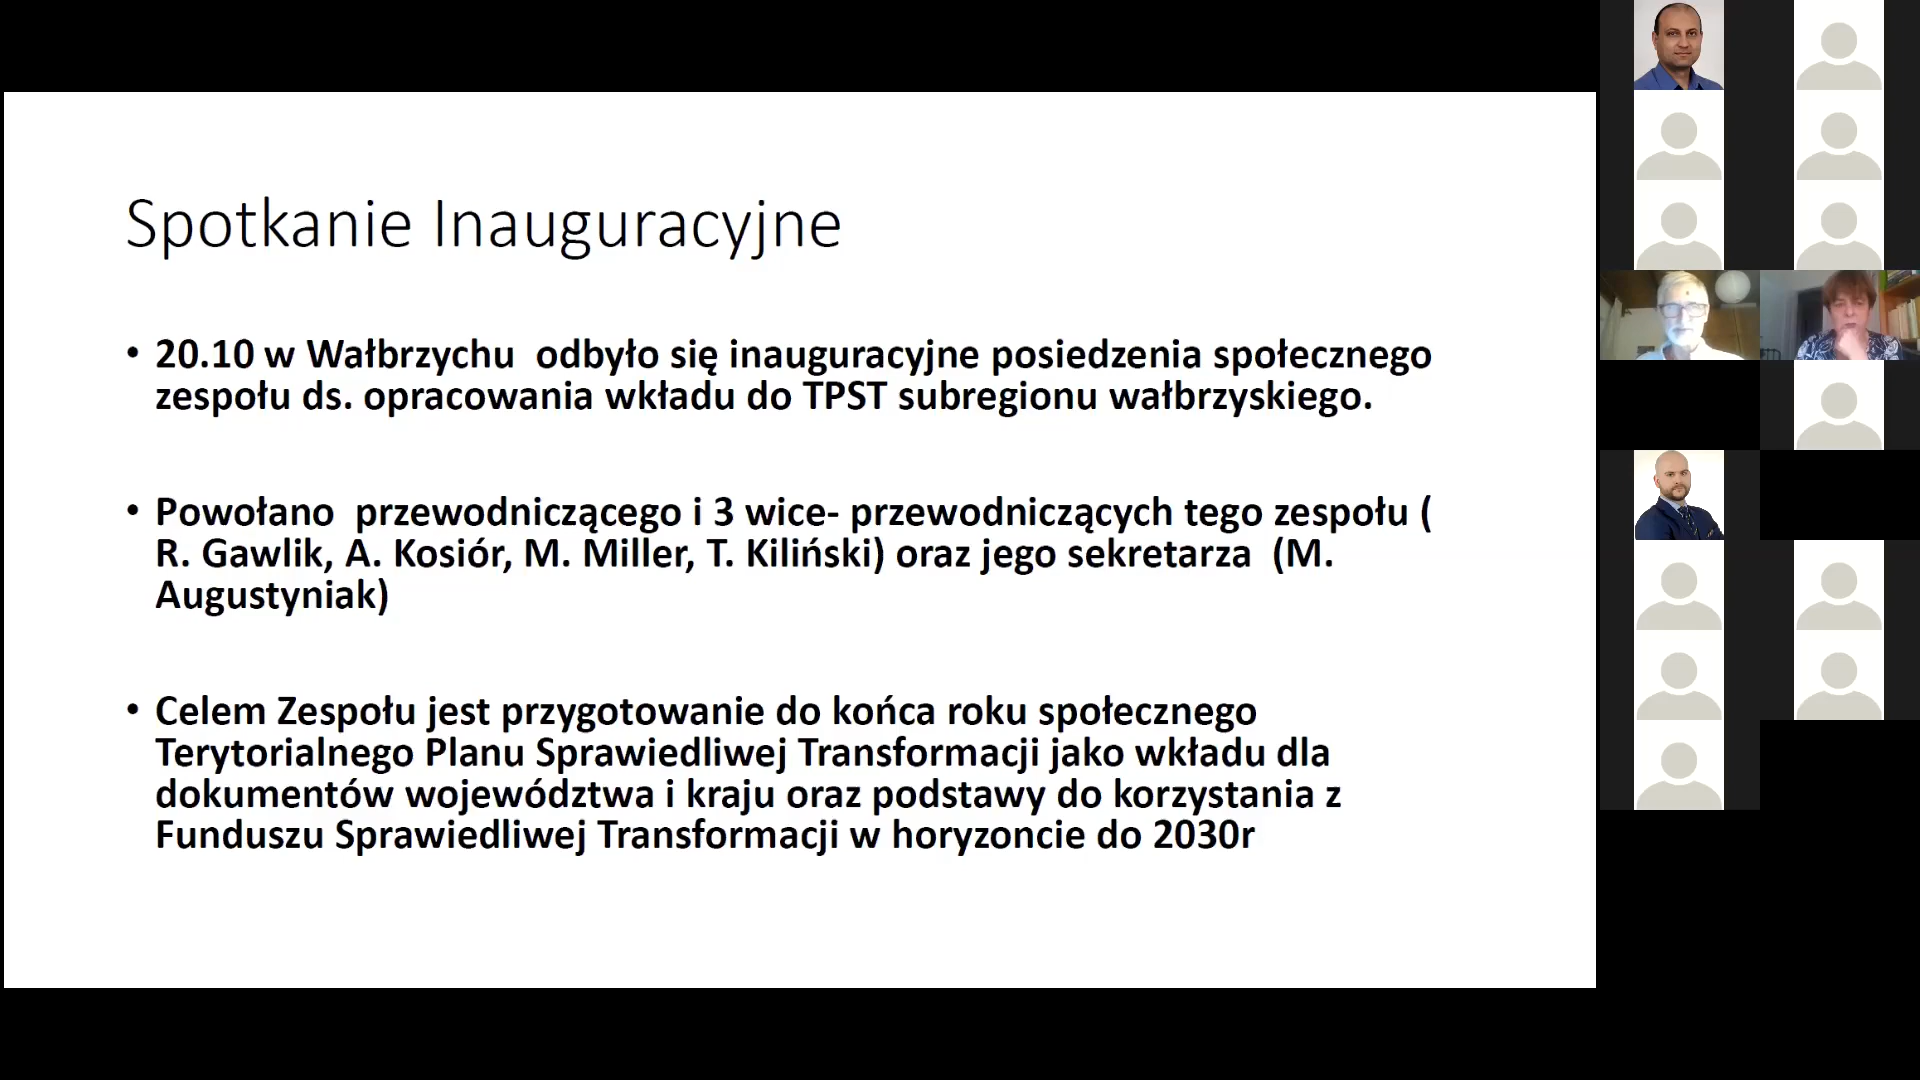 Spotkanie Inauguracyjne
• 20.10 w Wałbrzychu  odbyło się inauguracyjne posiedzenia społecznego
zespołu ds. opracowania wkładu do TPST subregionu wałbrzyskiego.
• Powołano  przewodniczącego i 3 wice- przewodniczących tego zespołu (
R. Gawlik, A. Kosiór, M. Miller, T. Kiliński) oraz jego sekretarza  (M.
Augustyniak)
• Celem Zespołu jest przygotowanie do końca roku społecznego
Terytorialnego Planu Sprawiedliwej Transformacji jako wkładu dla
dokumentów województwa i kraju oraz podstawy do korzystania z
Funduszu Sprawiedliwej Transformacji w horyzoncie do 2030r